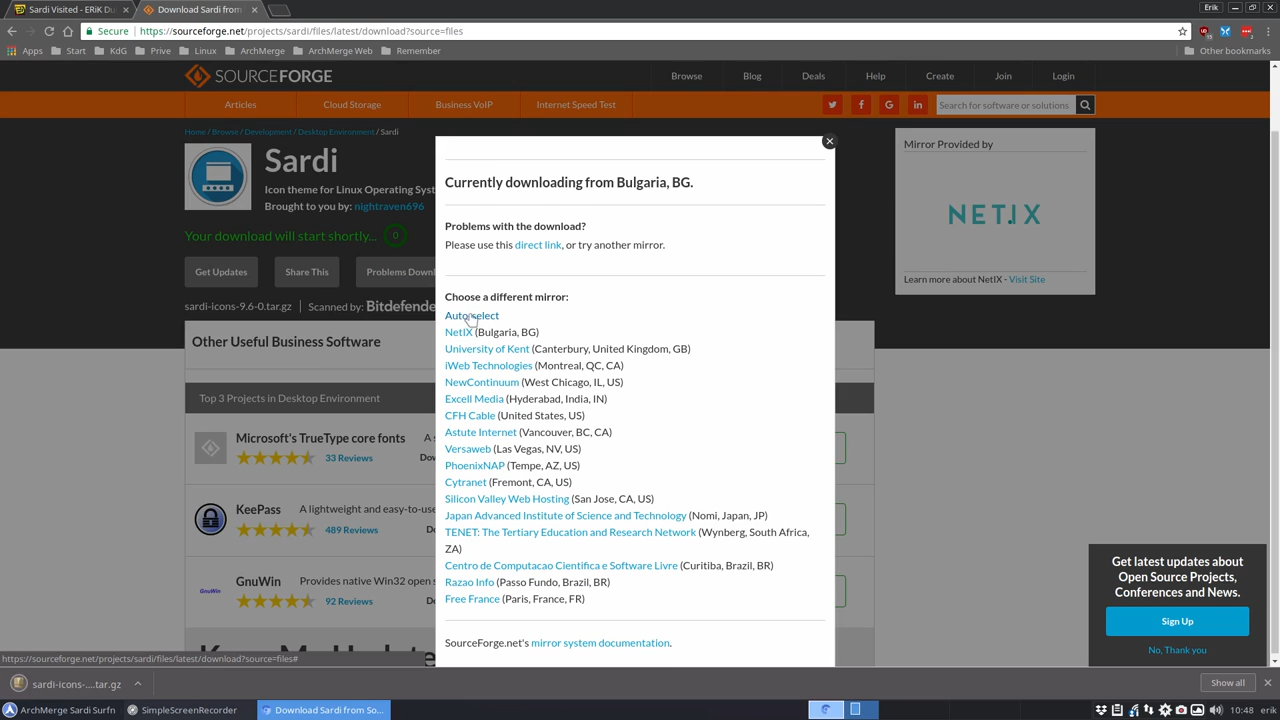 Sardi Visited - ERiK Du
Download Sardi from
Erik
Secure
https://sourceforge.net/projects/sardi/files/latest/download?source=files
Apps
Start
KdG
Prive
Linux
ArchMerge
ArchMerge Web
Remember
Other bookmarks
SOURCEFORGE
Browse
Blog
Deals
Help
Create
Join
Login
Articles
Cloud Storage
Business VoIP
Internet Speed Test
Search for software or solutions
Home / Browse / Development / Desktop Environment / Sardi
Sardi
Icon theme for Linux Operating Syst
Brought to you by: nightraven696
Your download will start shortly... 0
Get Updates
Share This
Problems Downl
sardi-icons-9.6-0.tar.gz
Scanned by: Bitdefende
Mirror Provided by
NETIX
Learn more about NetIX - Visit Site
Currently downloading from Bulgaria, BG.
Problems with the download?
Please use this direct link, or try another mirror.
Choose a different mirror:
Auto-select
NetIX (Bulgaria, BG)
University of Kent (Canterbury, United Kingdom, GB)
iWeb Technologies (Montreal, QC, CA)
NewContinuum (West Chicago, IL, US)
Excell Media (Hyderabad, India, IN)
CFH Cable (United States, US)
Astute Internet (Vancouver, BC, CA)
Versaweb (Las Vegas, NV, US)
PhoenixNAP (Tempe, AZ, US)
Cytranet (Fremont, CA, US)
Silicon Valley Web Hosting (San Jose, CA, US)
Japan Advanced Institute of Science and Technology (Nomi, Japan, JP)
TENET: The Tertiary Education and Research Network (Wynberg, South Africa,
ZA)
Centro de Computacao Cientifica e Software Livre (Curitiba, Brazil, BR)
Razao Info (Passo Fundo, Brazil, BR)
Free France (Paris, France, FR)
SourceForge.net's mirror system documentation.
Other Useful Business Software
Top 3 Projects in Desktop Environment
Microsoft's TrueType core fonts
A s
33 Reviews
Dow
KeePass
A lightweight and easy-to-use
489 Reviews
Do
GnuWin
Provides native Win32 open s
GnuWin
92 Reviews
Do
Get latest updates about
Open Source Projects,
Conferences and News.
Sign Up
No, Thank you
https://sourceforge.net/projects/sardi/files/latest/download?source=files#
sardi-icons-....tar.gz
Show all
ArchMerge Sardi Surfn
SimpleScreenRecorder
Download Sardi from So...
10:48
erik